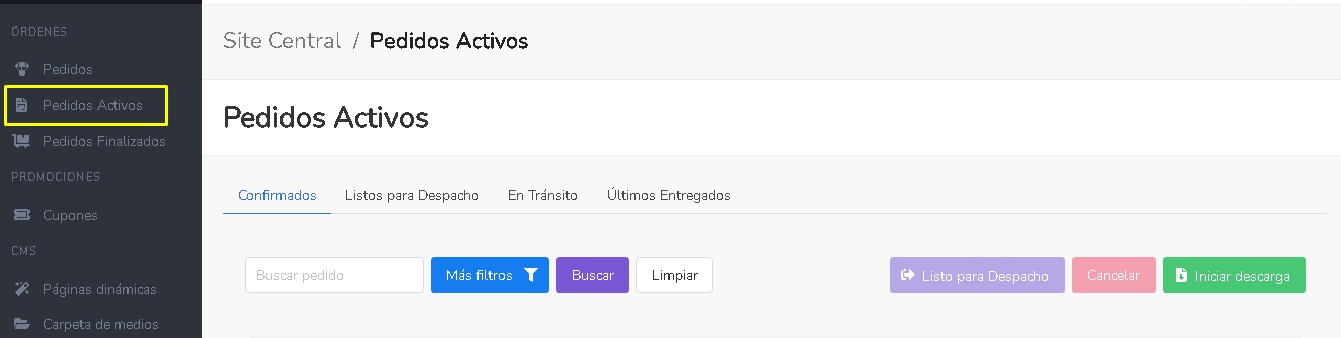 ÓRDENES
Pedidos
Pedidos Activos
Pedidos Finalizados
PROMOCIONES
Cupones
CMS
Páginas dinámicas
Carpeta de medios
Site Central / Pedidos Activos
Pedidos Activos
Confirmados Listos para Despacho En Tránsito Últimos Entregados
Buscar pedido Más filtros Buscar Limpiar Listo para Despacho Cancelar Iniciar descarga